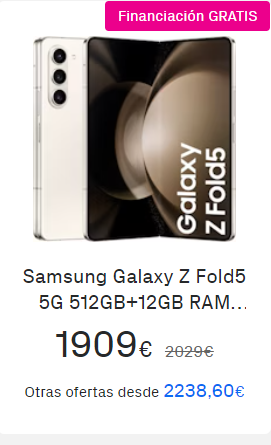 Financiación GRATIS
Galaxy
Z Fold5
Samsung Galaxy Z Fold5
5G 512GB+12GB RAM...
1909€ 2029€
Otras ofertas desde 2238,60€